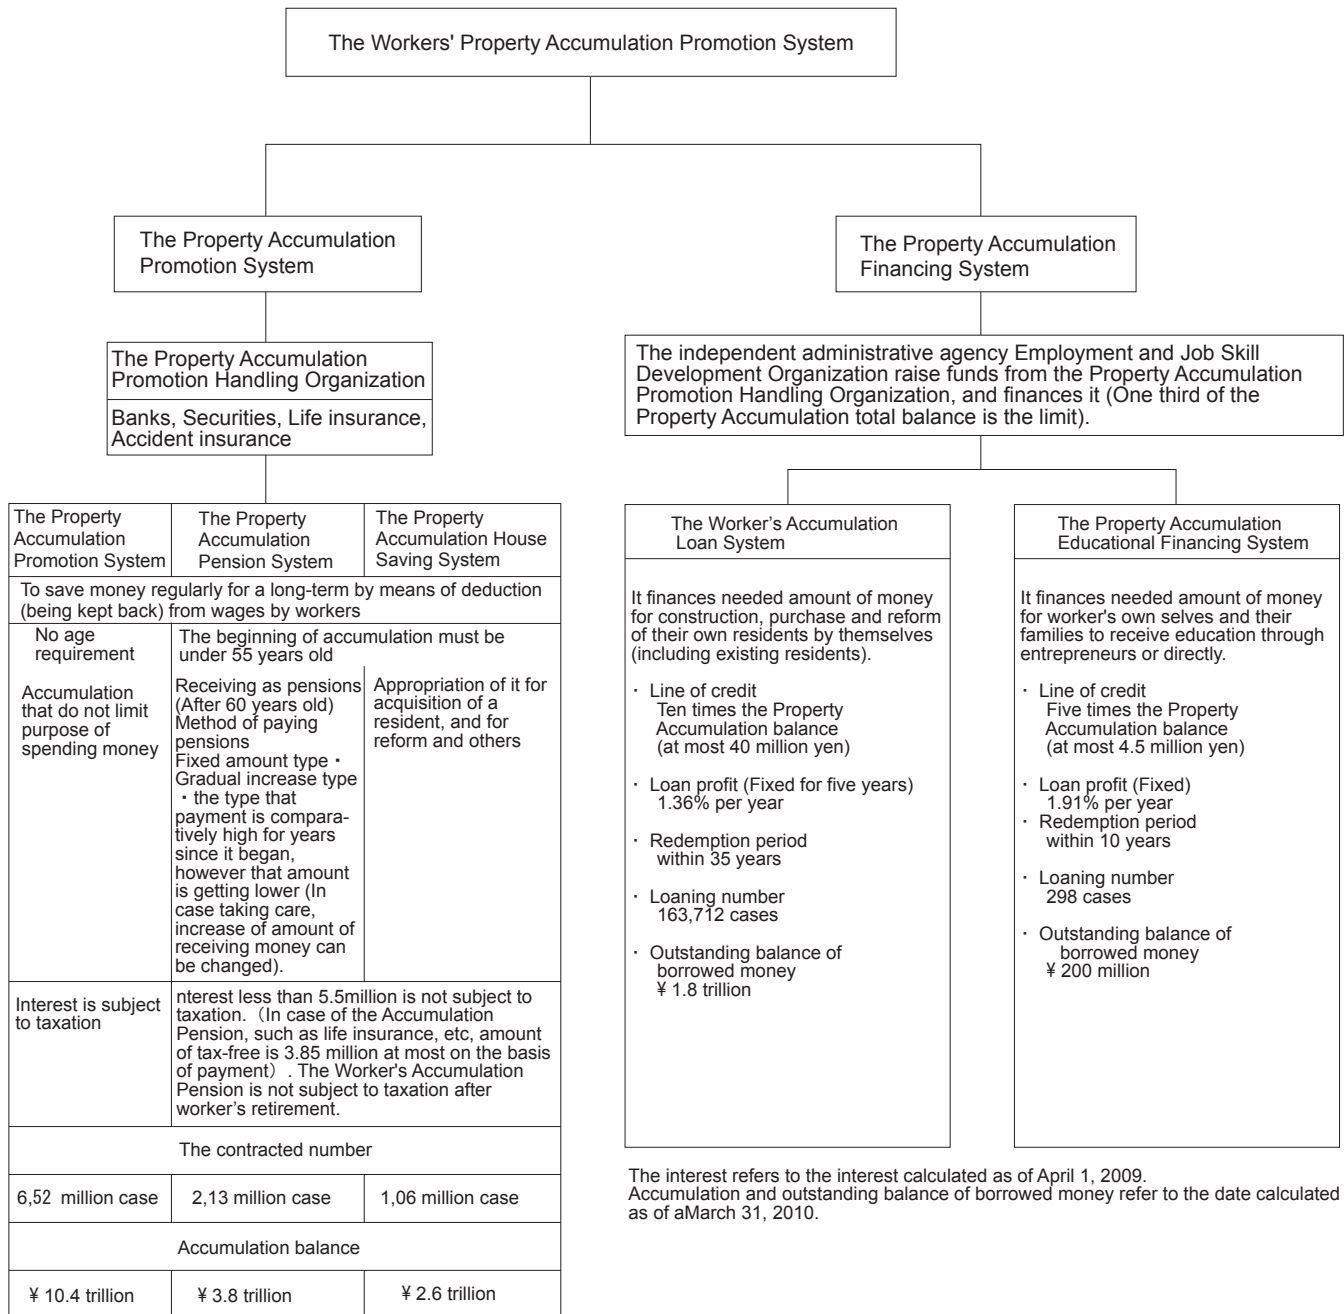 The Workers' Property Accumulation Promotion System
The Property Accumulation
Promotion System
The Property Accumulation
Promotion Handling Organization
Banks, Securities, Life insurance,
Accident insurance
The Property
Accumulation
Promotion System
The Property
Accumulation
Pension System
The Property
Accumulation House
Saving System
To save money regularly for a long-term by means of deduction
(being kept back) from wages by workers
No age
requirement
The beginning of accumulation must be
under 55 years old
Accumulation
that do not limit
purpose of
spending money
Receiving as pensions
(After 60 years old)
Method of paying
pensions
Fixed amount type・
Gradual increase type
・the type that
payment is compara-
tively high for years
since it began,
however that amount
is getting lower (In
case taking care,
increase of amount of
receiving money can
be changed).
Appropriation of it for
acquisition of a
resident, and for
reform and others
Interest is subject
to taxation
nterest less than 5.5million is not subject to
taxation.（In case of the Accumulation
Pension, such as life insurance, etc, amount
of tax-free is 3.85 million at most on the basis
of payment）. The Worker's Accumulation
Pension is not subject to taxation after
worker's retirement.
The contracted number
6,52 million case
2,13 million case
1,06 million case
Accumulation balance
¥ 10.4 trillion
¥ 3.8 trillion
¥ 2.6 trillion
The Property Accumulation
Financing System
The independent administrative agency Employment and Job Skill
Development Organization raise funds from the Property Accumulation
Promotion Handling Organization, and finances it (One third of the
Property Accumulation total balance is the limit).
The Worker's Accumulation
Loan System
It finances needed amount of money
for construction, purchase and reform
of their own residents by themselves
(including existing residents).
・ Line of credit
Ten times the Property
Accumulation balance
(at most 40 million yen)
・ Loan profit (Fixed for five years)
1.36% per year
・ Redemption period
within 35 years
・ Loaning number
163,712 cases
・ Outstanding balance of
borrowed money
¥ 1.8 trillion
The Property Accumulation
Educational Financing System
It finances needed amount of money
for worker's own selves and their
families to receive education through
entrepreneurs or directly.
・ Line of credit
Five times the Property
Accumulation balance
(at most 4.5 million yen)
・ Loan profit (Fixed)
1.91% per year
・ Redemption period
within 10 years
・ Loaning number
298 cases
・ Outstanding balance of
borrowed money
¥ 200 million
The interest refers to the interest calculated as of April 1, 2009.
Accumulation and outstanding balance of borrowed money refer to the date calculated
as of aMarch 31, 2010.